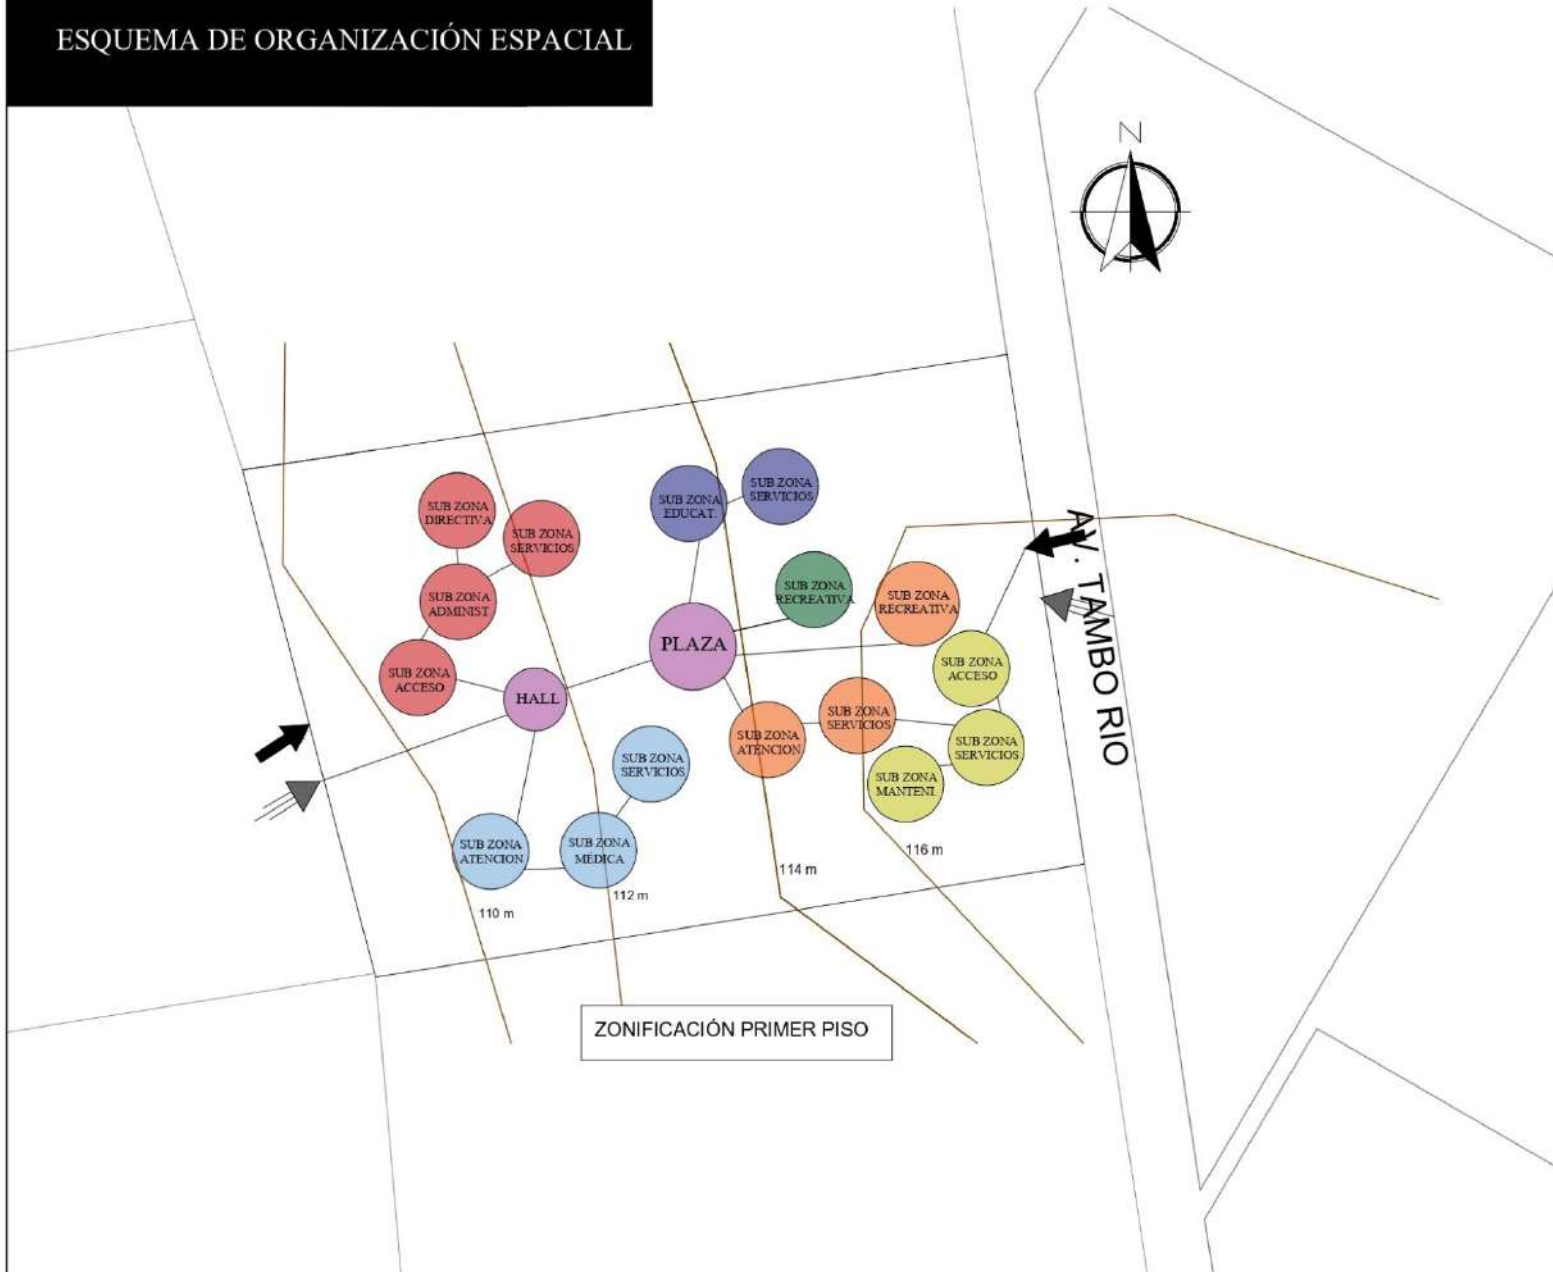 ESQUEMA DE ORGANIZACIÓN ESPACIAL
N
SUB ZONA
DIRECTIVA
SUB ZONA
SERVICIOS
SUB ZONA
ADMINIST.
SUB ZONA
ACCESO
HALL
SUB ZONA
EDUCAT.
SUB ZONA
SERVICIOS
PLAZA
SUB ZONA
RECREATIVA
SUB ZONA
RECREATIVA
SUB ZONA
ATENCION
SUB ZONA
SERVICIOS
SUB ZONA
ACCESO
SUB ZONA
SERVICIOS
SUB ZONA
MANTENI.
SUB ZONA
SERVICIOS
SUB ZONA
ATENCION
SUB ZONA
MÉDICA
AV. TAMBO RIO
110 m
112 m
114 m
116 m
ZONIFICACIÓN PRIMER PISO